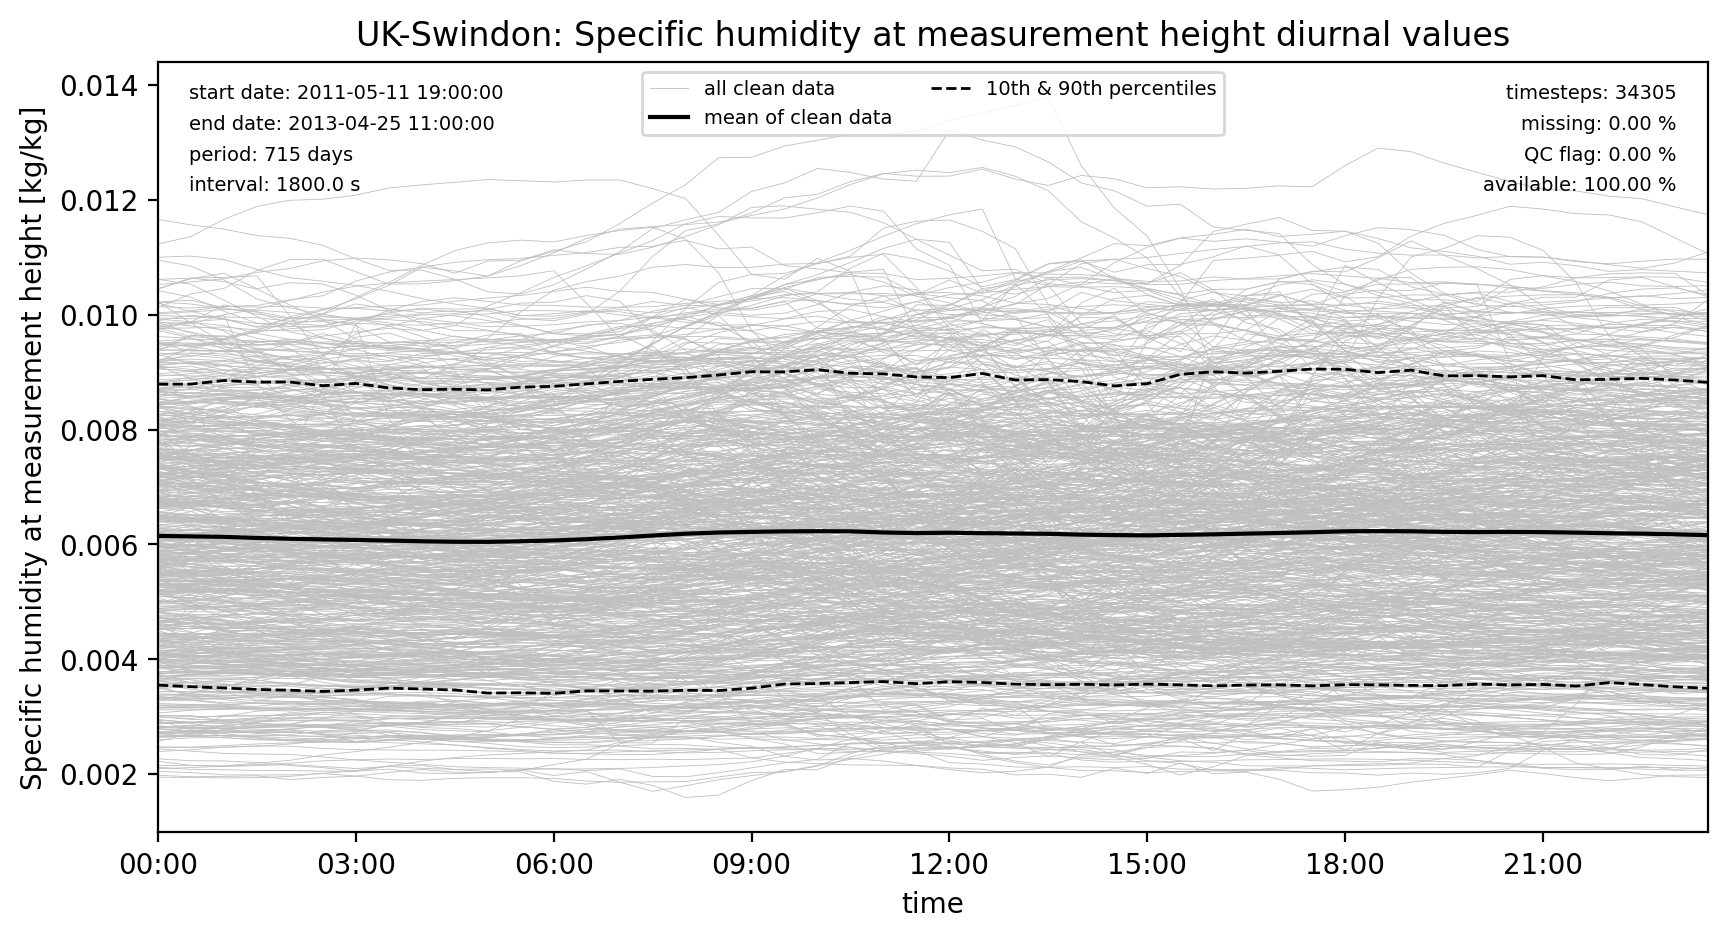 UK-Swindon: Specific humidity at measurement height diurnal values
start date: 2011-05-11 19:00:00
end date: 2013-04-25 11:00:00
period: 715 days
interval: 1800.0 s
all clean data
mean of clean data
10th & 90th percentiles
timesteps: 34305
missing: 0.00 %
QC flag: 0.00 %
available: 100.00 %
Specific humidity at measurement height [kg/kg]
0.014
0.012
0.010
0.008
0.006
0.004
0.002
00:00 03:00 06:00 09:00 12:00 15:00 18:00 21:00
time